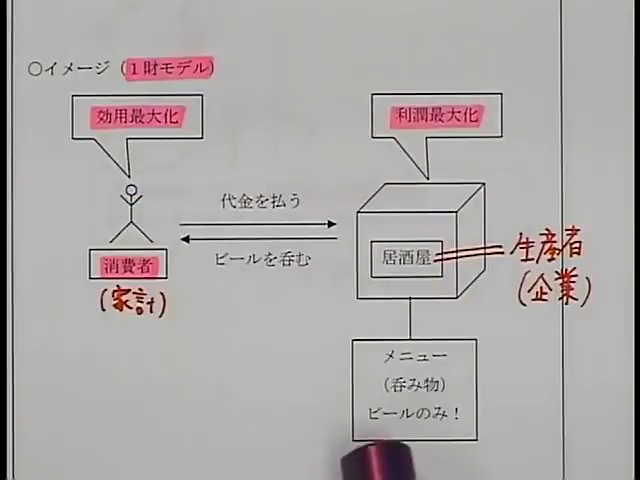 ○イメージ（１財モデル）
効用最大化
利潤最大化
代金を払う
ビールを呑む
消費者
(家計)
居酒屋
生産者
(企業)
メニュー
（呑み物）
ビールのみ！